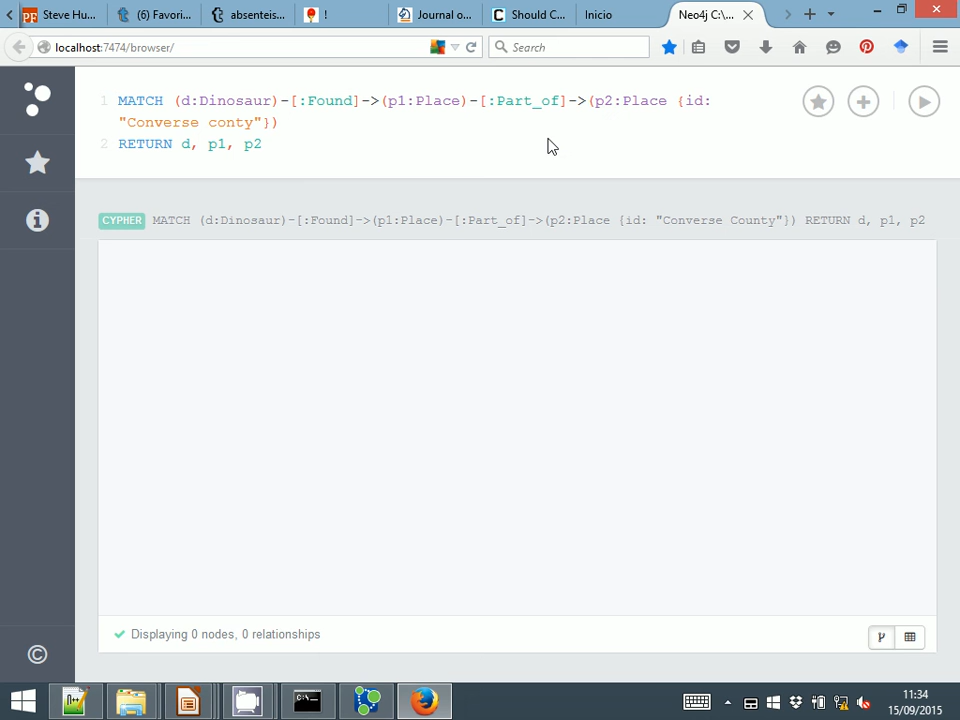 Steve Hu...
(6) Favori...
absenteis...
!
Journal o...
Should C...
Inicio
Neo4j C:\...
localhost:7474/browser/
Search
1 MATCH (d:Dinosaur)-[:Found]->(p1:Place)-[:Part_of]->(p2:Place {id:
"Converse conty"})
2 RETURN d, p1, p2
CYPHER MATCH (d:Dinosaur)-[:Found]->(p1:Place)-[:Part_of]->(p2:Place {id: "Converse County"}) RETURN d, p1, p2
Displaying 0 nodes, 0 relationships
11:34
15/09/2015